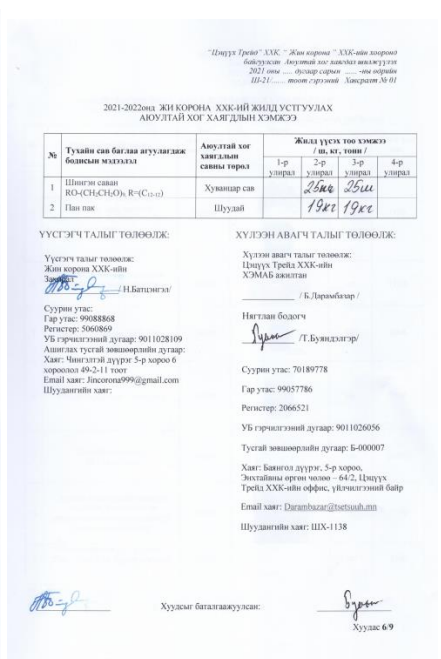 "Цэцүүх Трейд" ХХК, " Жин корона " ХХК-ийн хооронд
байгуулсан Аюултай хог хаягдал шилжүүлэх
2021 оны ..... дугаар сарын ..... -ны өдрийн
Ш-21/...... тоот гэрээний Хавсралт № 01
2021-2022онд ЖИ КОРОНА ХХК-ИЙ ЖИЛД УСТГУУЛАХ
АЮУЛТАЙ ХОГ ХАЯГДЛЫН ХЭМЖЭЭ
№ Тухайн сав баглаа агуулагдаж бодисын мэдээлэл Аюултай хог хаягдлын савны төрөл Жилд үүсэх тоо хэмжээ / ш, кг, тонн /
1-р улирал 2-р улирал 3-р улирал 4-р улирал
1 Шингэн саван RO-(CH₂CH₂O)₉ R=(C₁₂-₁₂) Хуванцар сав 25ш 25ш
2 Пан пак Шуудай 19кг 19кг
ҮҮСГЭГЧ ТАЛЫГ ТӨЛӨӨЛЖ:
Үүсгэгч талыг төлөөлж:
Жин корона ХХК-ийн
Захирал
/ Н.Батцэнгэл/
Суурин утас:
Гар утас: 99088868
Регистер: 5060869
УБ гэрчилгээний дугаар: 9011028109
Ашиглах тусгай зөвшөөрлийн дугаар:
Хаяг: Чингэлтэй дүүрэг 5-р хороо 6
хороолол 49-2-11 тоот
Email хаяг: Jincorona999@gmail.com
Шуудангийн хаяг:
ХҮЛЭЭН АВАГЧ ТАЛЫГ ТӨЛӨӨЛЖ:
Хүлээн авагч талыг төлөөлж:
Цэцүүх Трейд ХХК-ийн
ХЭМАБ ажилтан
/ Б.Дарамбазар /
Нягтлан бодогч
/Т.Буяндэлгэр/
Суурин утас: 70189778
Гар утас: 99057786
Регистер: 2066521
УБ гэрчилгээний дугаар: 9011026056
Тусгай зөвшөөрлийн дугаар: Б-000007
Хаяг: Баянгол дүүрэг, 5-р хороо,
Энхтайвны өргөн чөлөө – 64/2, Цэцүүх
Трейд ХХК-ийн оффис, үйлчилгээний байр
Email хаяг: Darambazar@tsetsuuh.mn
Шуудангийн хаяг: ШХ-1138
Хуудсыг баталгаажуулсан:
Хуудас 6/9